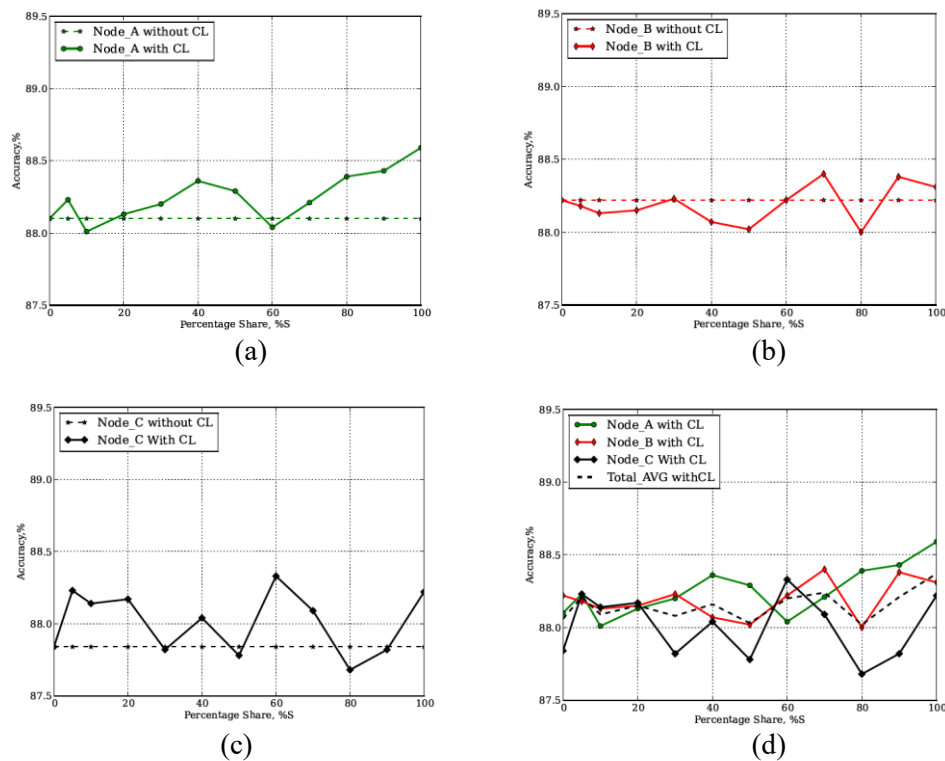 89.5
Node_A without CL
Node_A with CL
89.0
Accuracy,%
88.5
88.0
87.5
0 20 40 60 80 100
Percentage Share, %S
(a)
89.5
Node_B without CL
Node_B with CL
89.0
Accuracy,%
88.5
88.0
87.5
0 20 40 60 80 100
Percentage Share, %S
(b)
89.5
Node_C without CL
Node_C With CL
89.0
Accuracy,%
88.5
88.0
87.5
0 20 40 60 80 100
Percentage Share, %S
(c)
89.5
Node_A with CL
Node_B with CL
Node_C With CL
Total_AVG withCL
89.0
Accuracy,%
88.5
88.0
87.5
0 20 40 60 80 100
Percentage Share, %S
(d)